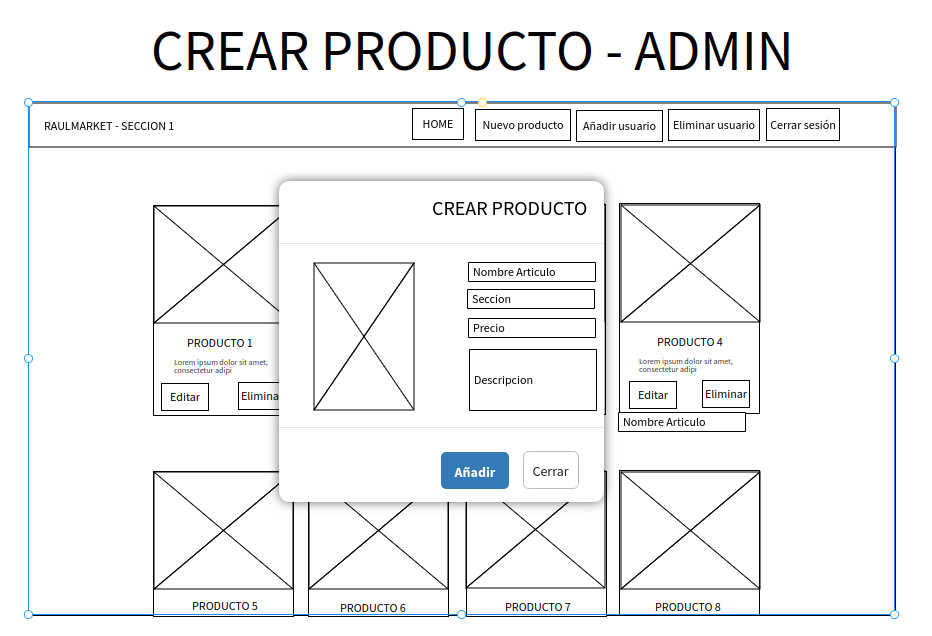 CREAR PRODUCTO - ADMIN
RAULMARKET - SECCION 1
HOME
Nuevo producto
Añadir usuario
Eliminar usuario
Cerrar sesión
CREAR PRODUCTO
Nombre Articulo
Seccion
Precio
Descripcion
Añadir
Cerrar
PRODUCTO 1
Lorem ipsum dolor sit amet,
consectetur adipi
Editar
Elimina
PRODUCTO 4
Lorem ipsum dolor sit amet,
consectetur adipi
Editar
Eliminar
Nombre Articulo
PRODUCTO 5
PRODUCTO 6
PRODUCTO 7
PRODUCTO 8